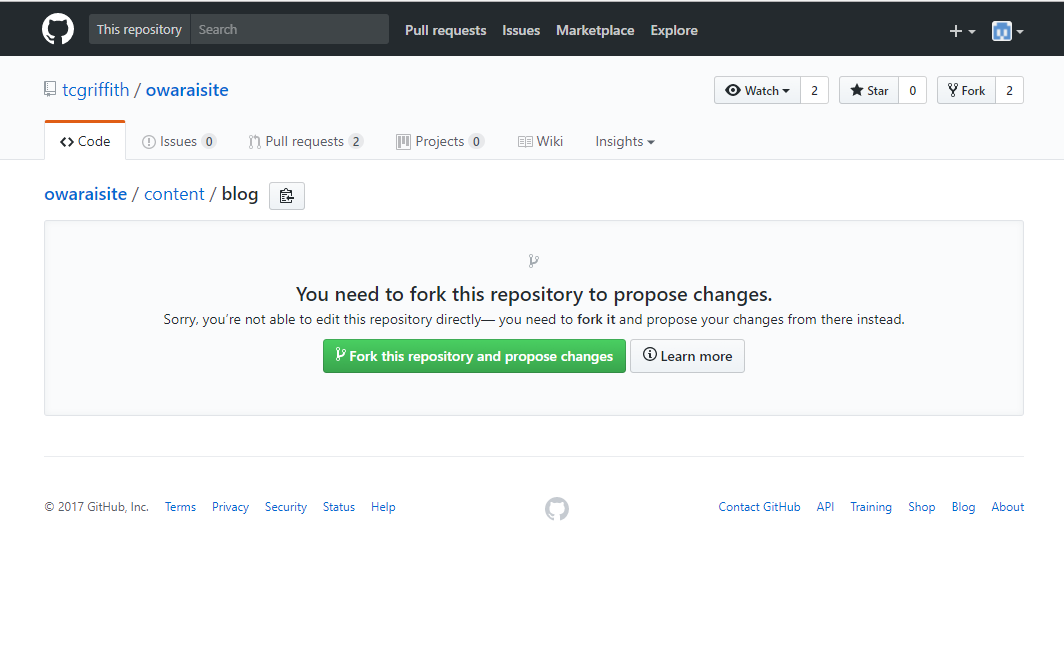 This repository Search Pull requests Issues Marketplace Explore
tcgriffith / owaraisite Watch 2 Star 0 Fork 2
Code Issues 0 Pull requests 2 Projects 0 Wiki Insights
owaraisite / content / blog
You need to fork this repository to propose changes.
Sorry, you’re not able to edit this repository directly— you need to fork it and propose your changes from there instead.
Fork this repository and propose changes Learn more
© 2017 GitHub, Inc. Terms Privacy Security Status Help Contact GitHub API Training Shop Blog About